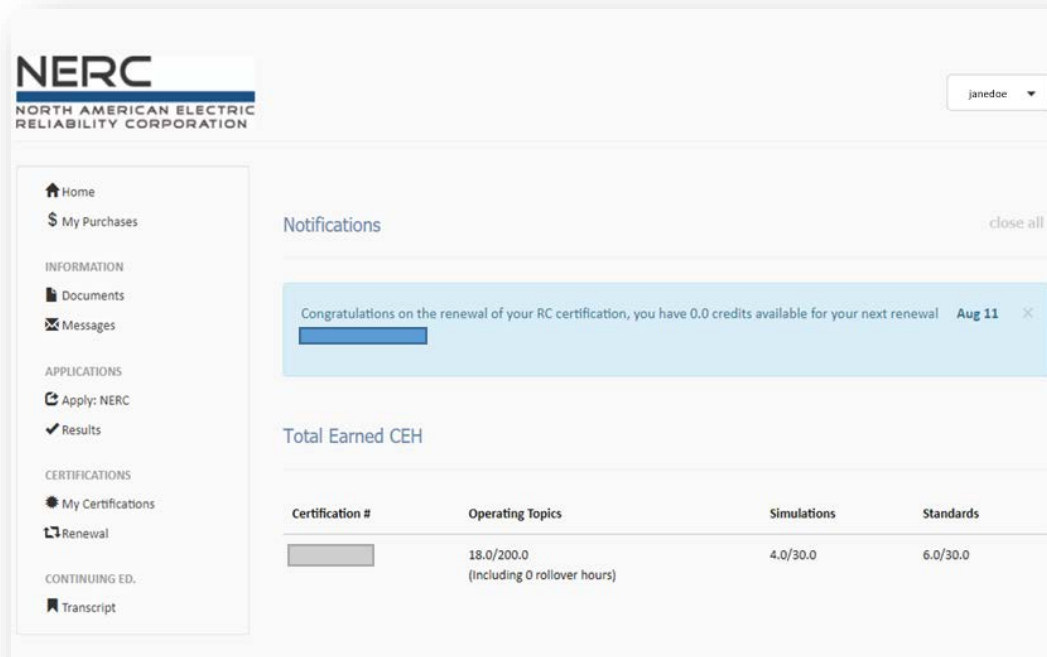 NERC
NORTH AMERICAN ELECTRIC
RELIABILITY CORPORATION
janedoe
Home
$ My Purchases
INFORMATION
Documents
Messages
APPLICATIONS
Apply: NERC
Results
CERTIFICATIONS
My Certifications
Renewal
CONTINUING ED.
Transcript
Notifications
close all
Congratulations on the renewal of your RC certification, you have 0.0 credits available for your next renewal Aug 11 ×
Total Earned CEH
Certification # Operating Topics Simulations Standards
18.0/200.0 4.0/30.0 6.0/30.0
(Including 0 rollover hours)